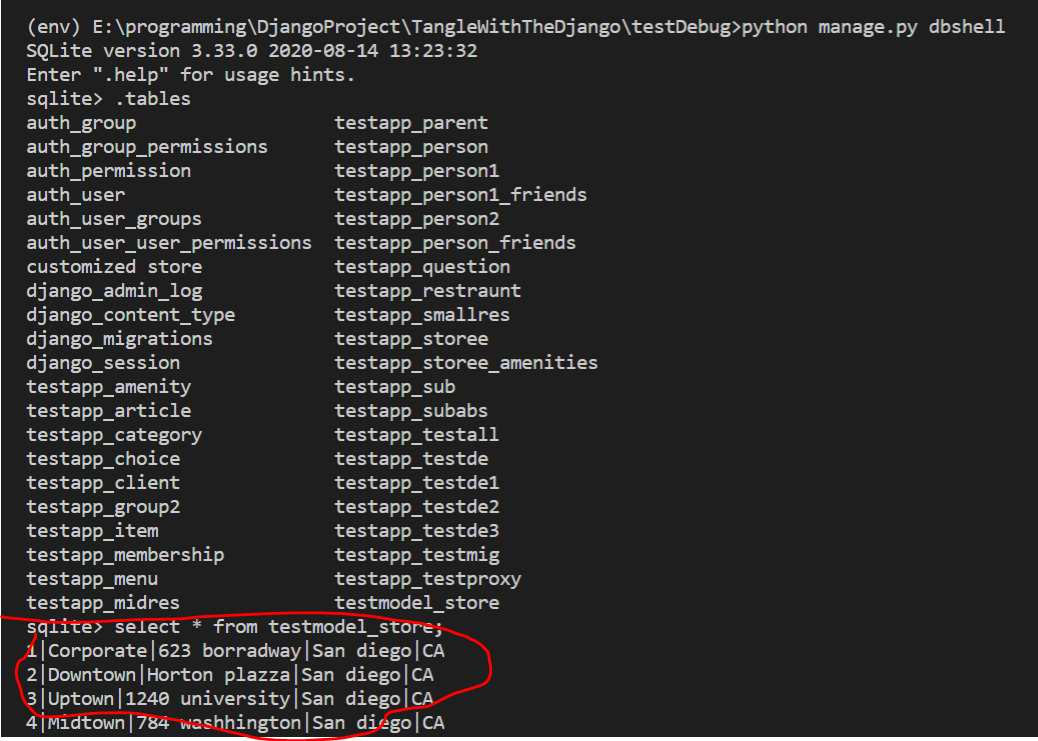 (env) E:\programming\DjangoProject\TangleWithTheDjango\testDebug>python manage.py dbshell
SQLite version 3.33.0 2020-08-14 13:23:32
Enter ".help" for usage hints.
sqlite> .tables
auth_group                 testapp_parent
auth_group_permissions     testapp_person
auth_permission            testapp_person1
auth_user                  testapp_person1_friends
auth_user_groups           testapp_person2
auth_user_user_permissions  testapp_person_friends
customized store           testapp_question
django_admin_log           testapp_restraunt
django_content_type        testapp_smallres
django_migrations          testapp_storee
django_session             testapp_storee_amenities
testapp_amenity            testapp_sub
testapp_article            testapp_subabs
testapp_category           testapp_testall
testapp_choice             testapp_testde
testapp_client             testapp_testde1
testapp_group2             testapp_testde2
testapp_item               testapp_testde3
testapp_membership         testapp_testmig
testapp_menu               testapp_testproxy
testapp_midres             testmodel_store
sqlite> select * from testmodel_store;
1|Corporate|623 borradway|San diego|CA
2|Downtown|Horton plazza|San diego|CA
3|Uptown|1240 university|San diego|CA
4|Midtown|784 washhington|San diego|CA